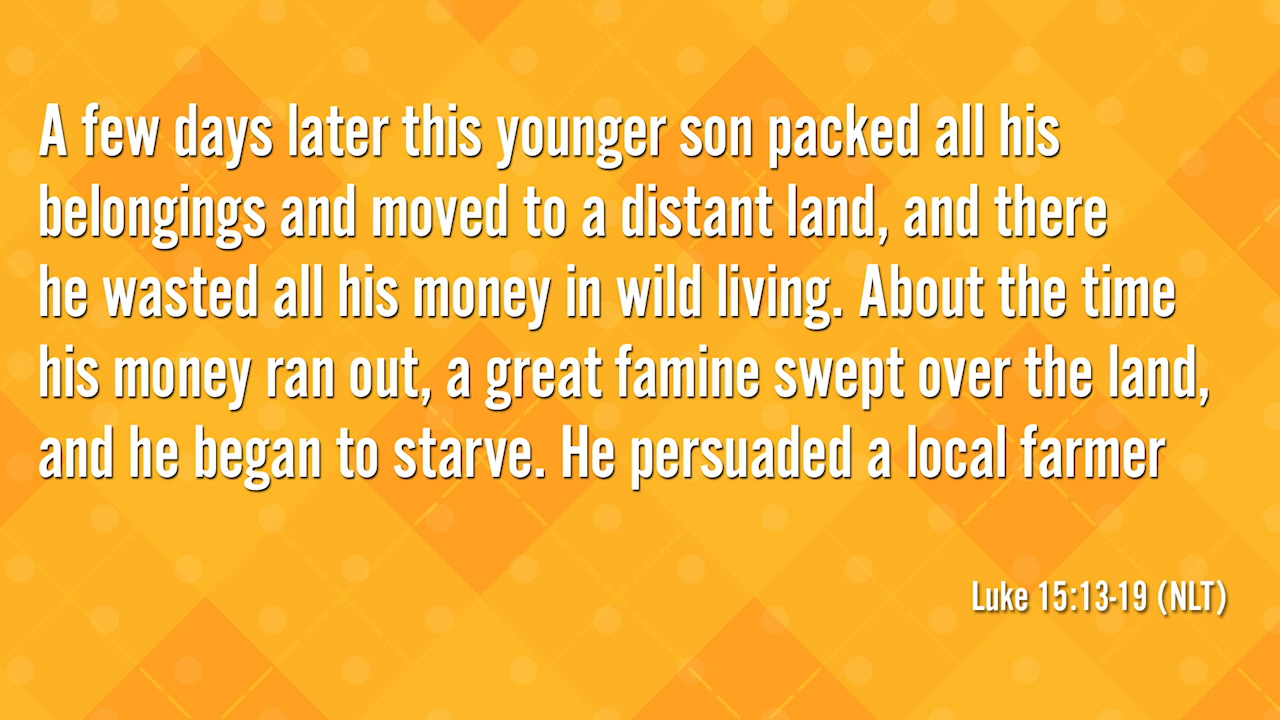 A few days later this younger son packed all his
belongings and moved to a distant land, and there
he wasted all his money in wild living. About the time
his money ran out, a great famine swept over the land,
and he began to starve. He persuaded a local farmer
Luke 15:13-19 (NLT)